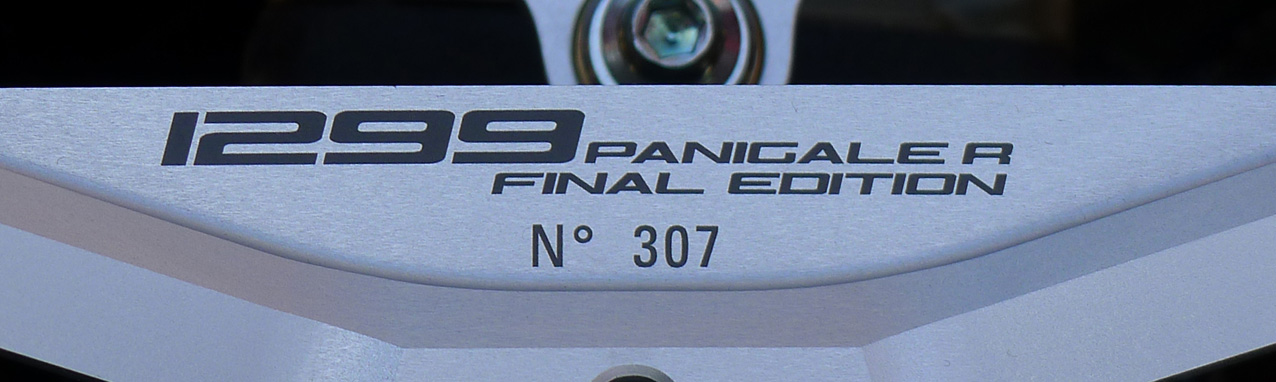 1299 PANIGALE R
FINAL EDITION
N° 307